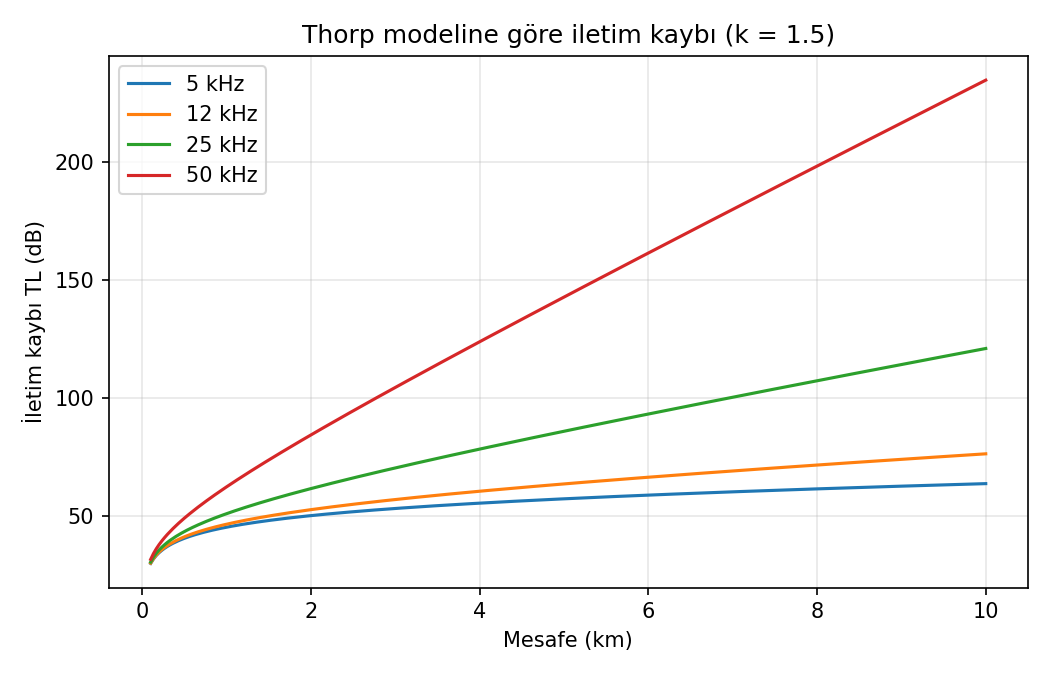 Thorp modeline göre iletim kaybı (k = 1.5)
5 kHz
12 kHz
25 kHz
50 kHz
İletim kaybı TL (dB)
200
150
100
50
0 2 4 6 8 10
Mesafe (km)